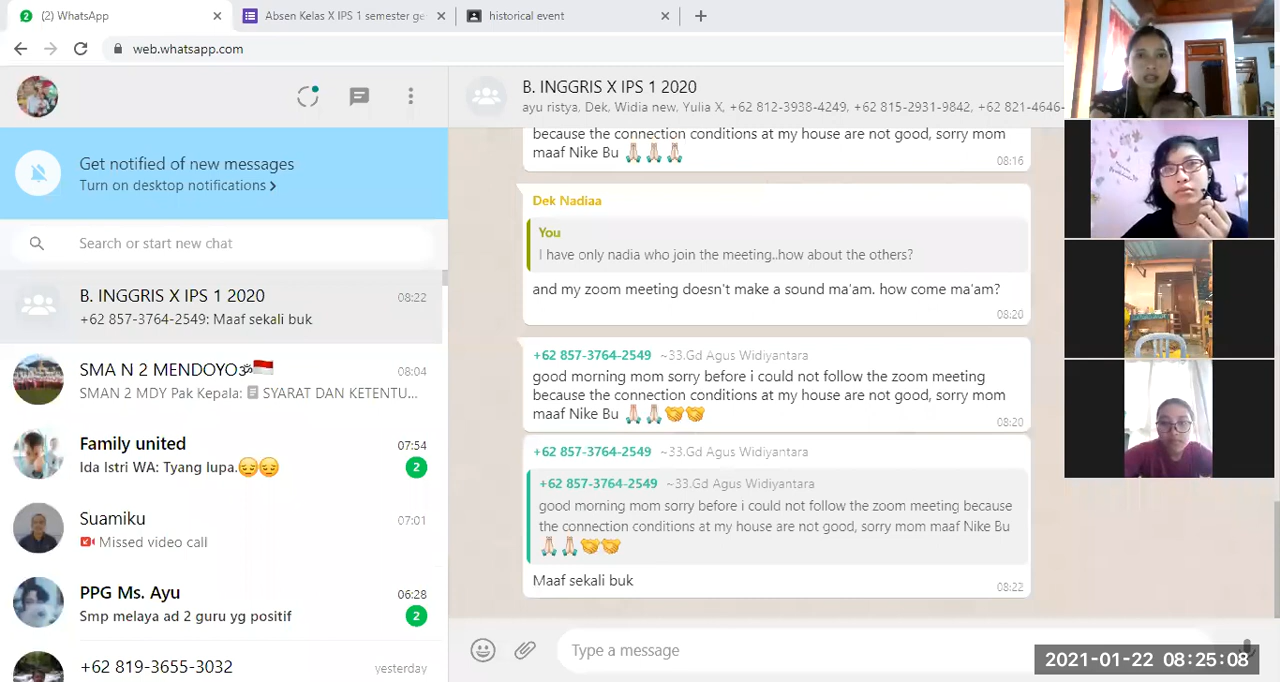 (2) WhatsApp
Absen Kelas X IPS 1 semester ge
historical event
web.whatsapp.com
B. INGGRIS X IPS 1 2020
ayu ristya, Dek, Widia new, Yulia X, +62 812-3938-4249, +62 815-2931-9842, +62 821-4646-
Get notified of new messages
Turn on desktop notifications
Search or start new chat
B. INGGRIS X IPS 1 2020
08:22
+62 857-3764-2549: Maaf sekali buk
SMA N 2 MENDOYO🕉🇮🇩
08:04
SMAN 2 MDY Pak Kepala: SYARAT DAN KETENTU...
Family united
07:54
Ida Istri WA: Tyang lupa.😔😔
2
Suamiku
07:01
Missed video call
PPG Ms. Ayu
06:28
Smp melaya ad 2 guru yg positif
2
+62 819-3655-3032
yesterday
because the connection conditions at my house are not good, sorry mom
maaf Nike Bu 🙏🏻🙏🏻🙏🏻
08:16
Dek Nadiaa
You
I have only nadia who join the meeting..how about the others?
and my zoom meeting doesn't make a sound ma'am. how come ma'am?
08:20
+62 857-3764-2549 ~33.Gd Agus Widiyantara
good morning mom sorry before i could not follow the zoom meeting
because the connection conditions at my house are not good, sorry mom
maaf Nike Bu 🙏🏻🙏🏻🤝🤝
08:20
+62 857-3764-2549 ~33.Gd Agus Widiyantara
+62 857-3764-2549 ~33.Gd Agus Widiyantara
good morning mom sorry before i could not follow the zoom meeting because
the connection conditions at my house are not good, sorry mom maaf Nike Bu
🙏🏻🙏🏻🤝🤝
Maaf sekali buk
08:22
Type a message
2021-01-22 08:25:08